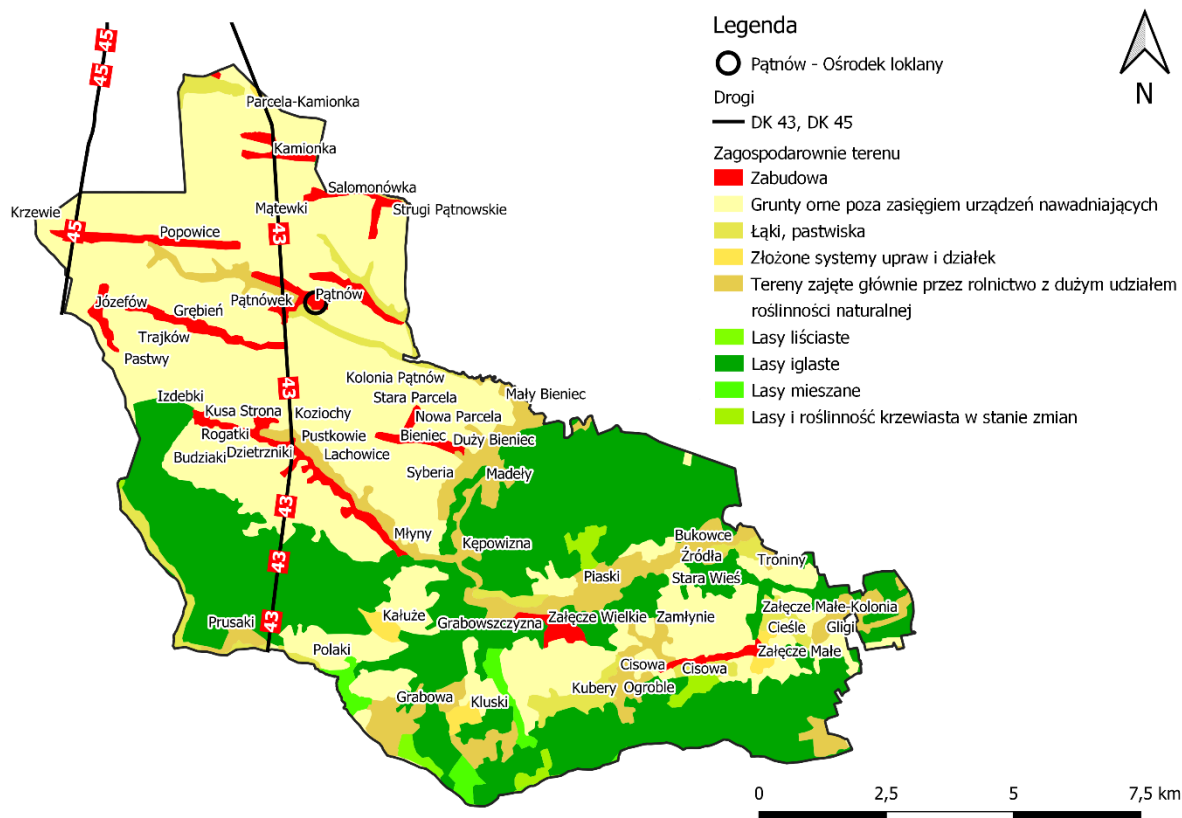 Legenda
Pątnów - Ośrodek loklany
Drogi
DK 43, DK 45
Zagospodarownie terenu
Zabudowa
Grunty orne poza zasięgiem urządzeń nawadniających
Łąki, pastwiska
Złożone systemy upraw i działek
Tereny zajęte głównie przez rolnictwo z dużym udziałem
roślinności naturalnej
Lasy liściaste
Lasy iglaste
Lasy mieszane
Lasy i roślinność krzewiasta w stanie zmian
N
45
45
Parcela-Kamionka
Kamionka
Salomonówka
Mątewki
Strugi Pątnowskie
Krzewie
45
Popowice
43
Józefów
Grębień
Pątnówek
Pątnów
Trajków
Pastwy
43
Kolonia Pątnów
Izdebki
Stara Parcela
Mały Bieniec
Kusa Strona
Koziochy
Nowa Parcela
Rogatki
Pustkowie
Bieniec
Duży Bieniec
Budziaki
Dzietrzniki
Lachowice
Syberia
Madeły
43
Młyny
Kępowizna
Bukowce
43
Źródła
Troniny
Piaski
Stara Wieś
Prusaki
43
Kałuże
Grabowszczyzna
Załęcze Wielkie
Zamłynie
Załęcze Małe-Kolonia
Cieśle
Gligi
Polaki
Załęcze Małe
Cisowa
Cisowa
Grabowa
Kluski
Kubery
Ogroble
0
2,5
5
7,5 km